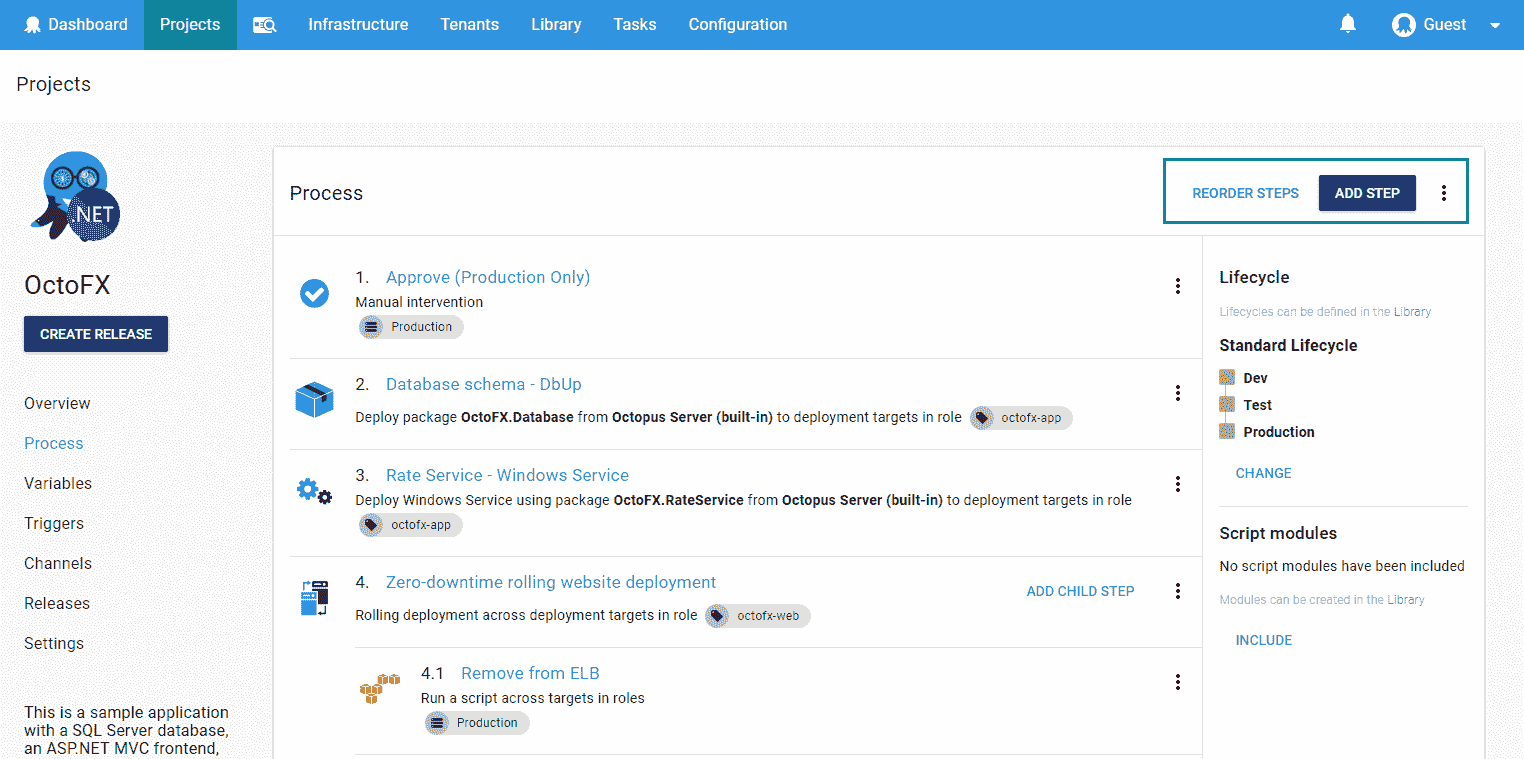 Dashboard Projects Infrastructure Tenants Library Tasks Configuration Guest
Projects
.NET
OctoFX
CREATE RELEASE
Overview
Process
Variables
Triggers
Channels
Releases
Settings
This is a sample application
with a SQL Server database,
an ASP.NET MVC frontend,
Process
REORDER STEPS ADD STEP
1. Approve (Production Only)
Manual intervention
Production
2. Database schema - DbUp
Deploy package OctoFX.Database from Octopus Server (built-in) to deployment targets in role octofx-app
3. Rate Service - Windows Service
Deploy Windows Service using package OctoFX.RateService from Octopus Server (built-in) to deployment targets in role
octofx-app
4. Zero-downtime rolling website deployment
ADD CHILD STEP
Rolling deployment across deployment targets in role octofx-web
4.1 Remove from ELB
Run a script across targets in roles
Production
Lifecycle
Lifecycles can be defined in the Library
Standard Lifecycle
Dev
Test
Production
CHANGE
Script modules
No script modules have been included
Modules can be created in the Library
INCLUDE